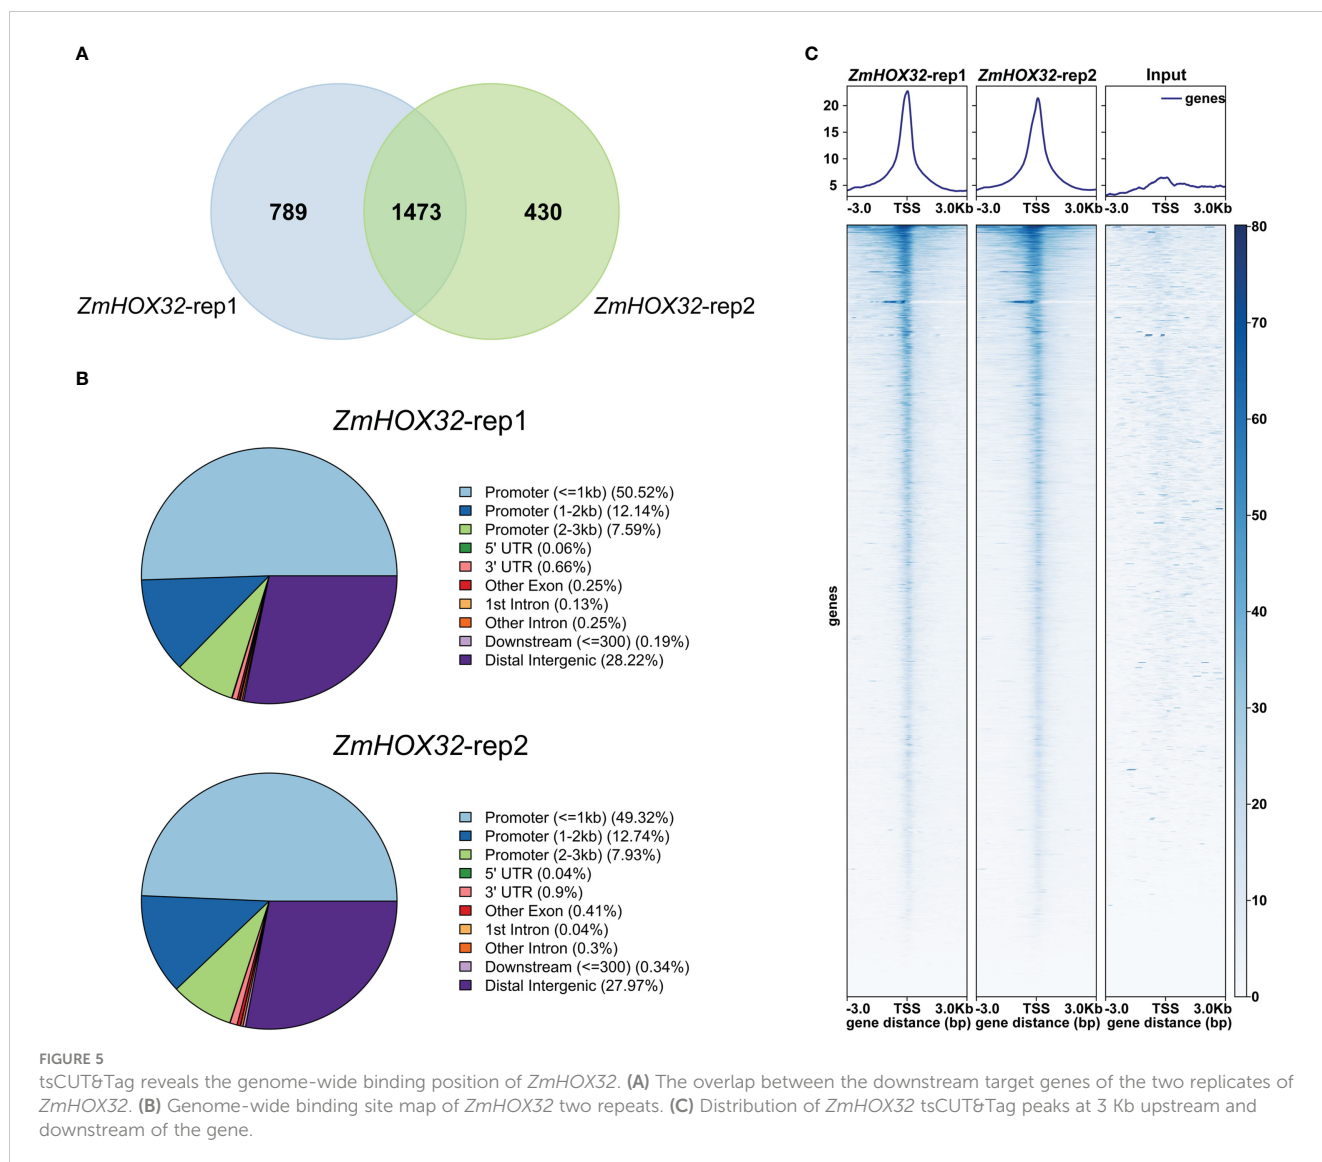 A
789
1473
430
ZmHOX32-rep1
ZmHOX32-rep2
B
ZmHOX32-rep1
Promoter (<=1kb) (50.52%)
Promoter (1-2kb) (12.14%)
Promoter (2-3kb) (7.59%)
5' UTR (0.06%)
3' UTR (0.66%)
Other Exon (0.25%)
1st Intron (0.13%)
Other Intron (0.25%)
Downstream (<=300) (0.19%)
Distal Intergenic (28.22%)
ZmHOX32-rep2
Promoter (<=1kb) (49.32%)
Promoter (1-2kb) (12.74%)
Promoter (2-3kb) (7.93%)
5' UTR (0.04%)
3' UTR (0.9%)
Other Exon (0.41%)
1st Intron (0.04%)
Other Intron (0.3%)
Downstream (<=300) (0.34%)
Distal Intergenic (27.97%)
C
ZmHOX32-rep1 ZmHOX32-rep2 Input
genes
20
15
10
5
-3.0 TSS 3.0Kb -3.0 TSS 3.0Kb -3.0 TSS 3.0Kb
genes
80
70
60
50
40
30
20
10
0
-3.0 TSS 3.0Kb -3.0 TSS 3.0Kb -3.0 TSS 3.0Kb
gene distance (bp) gene distance (bp) gene distance (bp)
FIGURE 5
tsCUT&Tag reveals the genome-wide binding position of ZmHOX32. (A) The overlap between the downstream target genes of the two replicates of
ZmHOX32. (B) Genome-wide binding site map of ZmHOX32 two repeats. (C) Distribution of ZmHOX32 tsCUT&Tag peaks at 3 Kb upstream and
downstream of the gene.